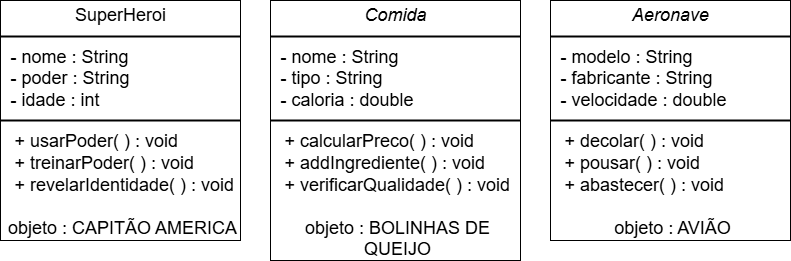 SuperHeroi
- nome : String
- poder : String
- idade : int
+ usarPoder( ) : void
+ treinarPoder( ) : void
+ revelarIdentidade( ) : void
objeto : CAPITÃO AMERICA
Comida
- nome : String
- tipo : String
- caloria : double
+ calcularPreco( ) : void
+ addIngrediente( ) : void
+ verificarQualidade( ) : void
objeto : BOLINHAS DE
QUEIJO
Aeronave
- modelo : String
- fabricante : String
- velocidade : double
+ decolar( ) : void
+ pousar( ) : void
+ abastecer( ) : void
objeto : AVIÃO